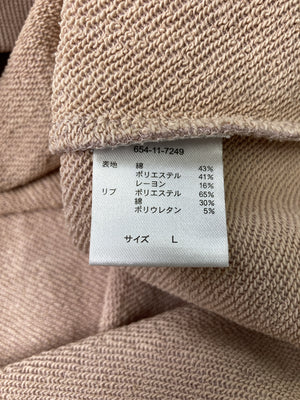 654-11-7249
表地 綿 43%
ポリエステル 41%
レーヨン 16%
リブ ポリエステル 65%
綿 30%
ポリウレタン 5%
サイズ L